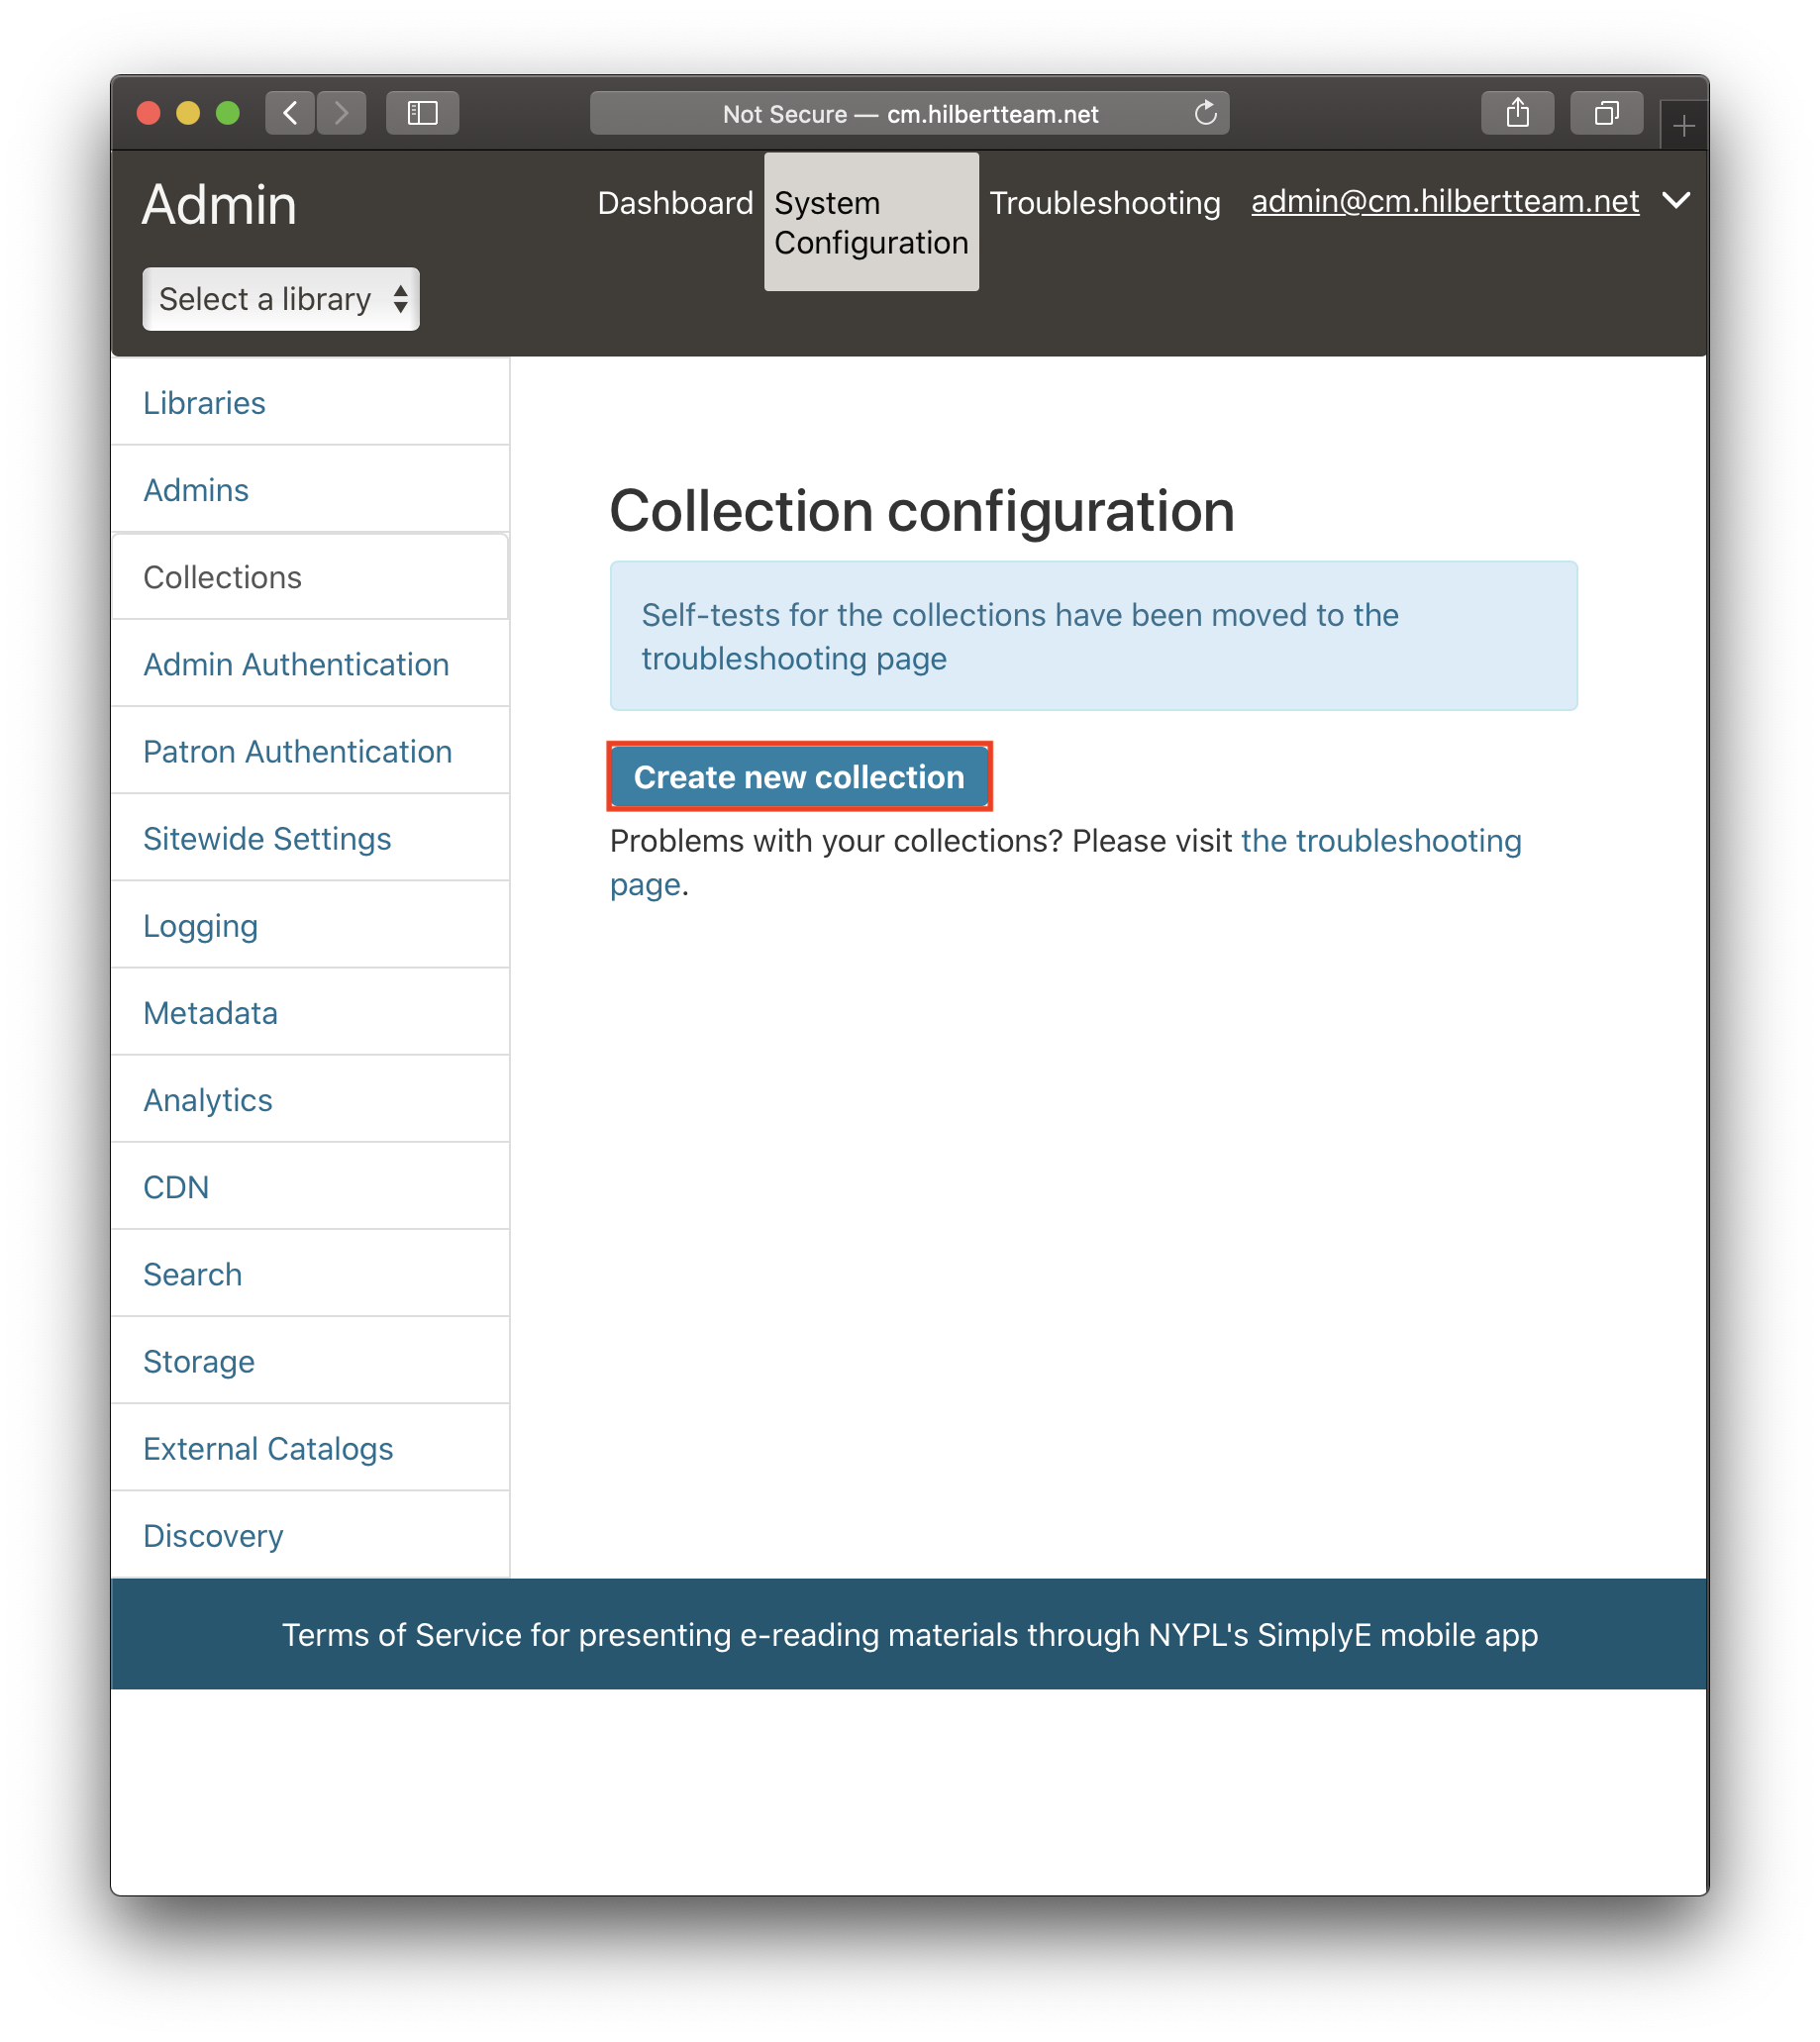 Not Secure — cm.hilbertteam.net
Admin
Dashboard
System
Configuration
Troubleshooting
admin@cm.hilbertteam.net
Select a library
Libraries
Admins
Collections
Admin Authentication
Patron Authentication
Sitewide Settings
Logging
Metadata
Analytics
CDN
Search
Storage
External Catalogs
Discovery
Collection configuration
Self-tests for the collections have been moved to the
troubleshooting page
Create new collection
Problems with your collections? Please visit the troubleshooting
page.
Terms of Service for presenting e-reading materials through NYPL's SimplyE mobile app